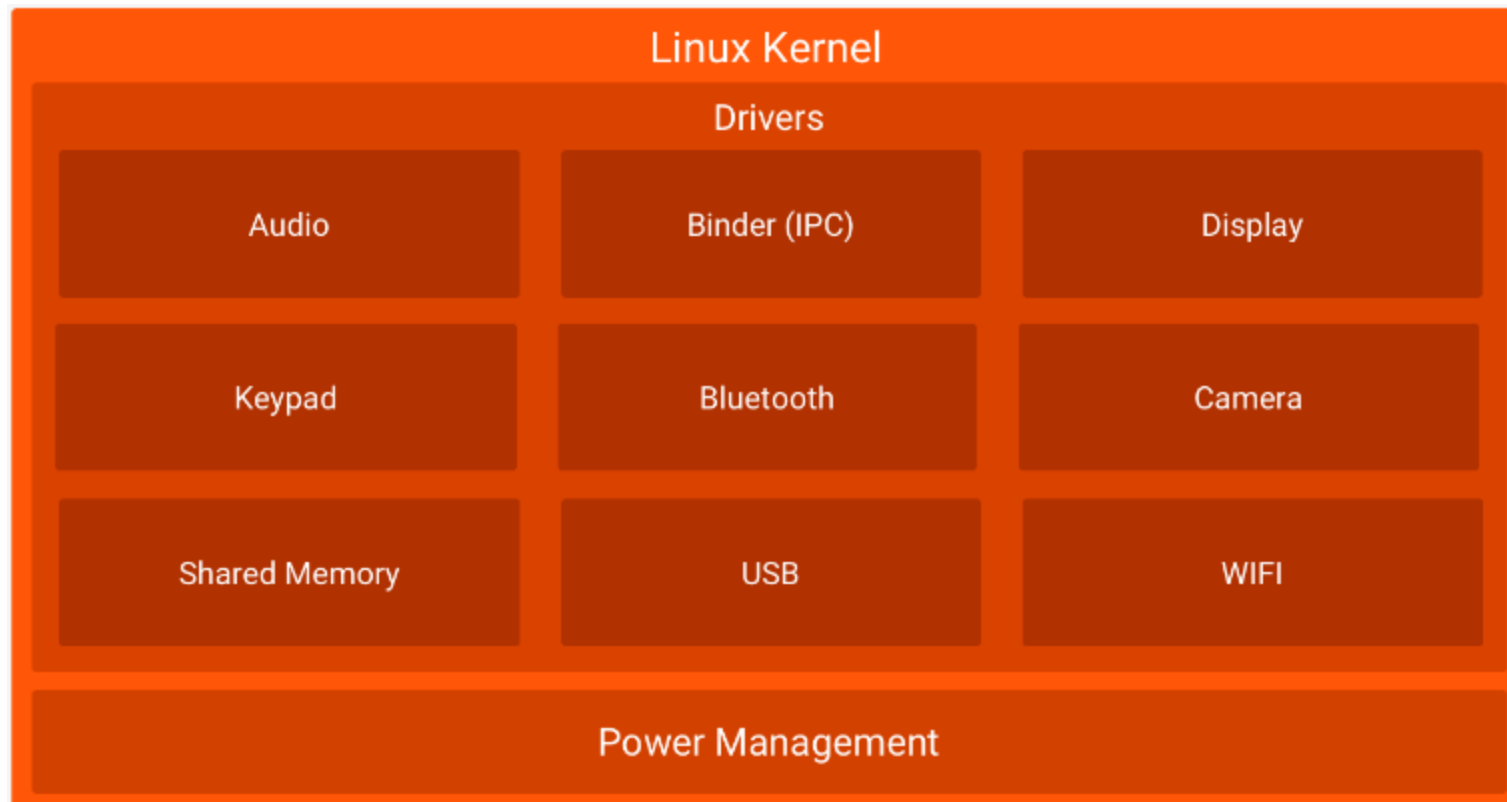 Linux Kernel
Drivers
Audio
Binder (IPC)
Display
Keypad
Bluetooth
Camera
Shared Memory
USB
WIFI
Power Management